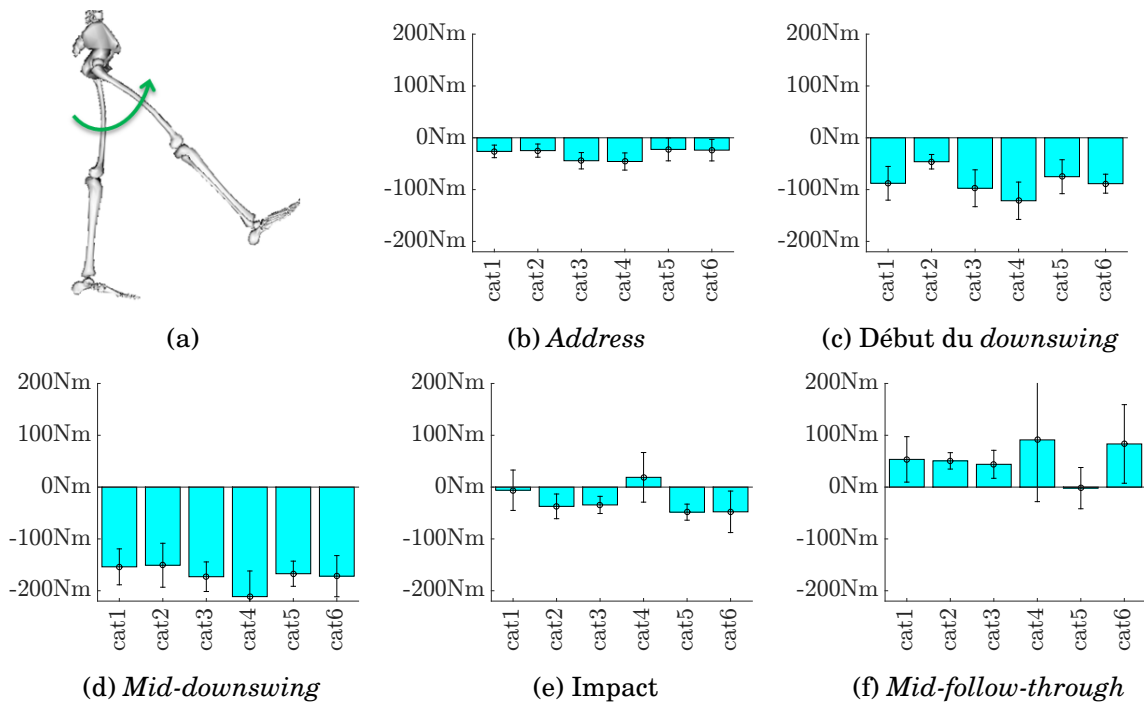 200Nm
100Nm
0Nm
-100Nm
-200Nm
cat1
cat2
cat3
cat4
cat5
cat6
200Nm
100Nm
0Nm
-100Nm
-200Nm
cat1
cat2
cat3
cat4
cat5
cat6
(a)
(b) Address
(c) Début du downswing
200Nm
100Nm
0Nm
-100Nm
-200Nm
cat1
cat2
cat3
cat4
cat5
cat6
200Nm
100Nm
0Nm
-100Nm
-200Nm
cat1
cat2
cat3
cat4
cat5
cat6
200Nm
100Nm
0Nm
-100Nm
-200Nm
cat1
cat2
cat3
cat4
cat5
cat6
(d) Mid-downswing
(e) Impact
(f) Mid-follow-through